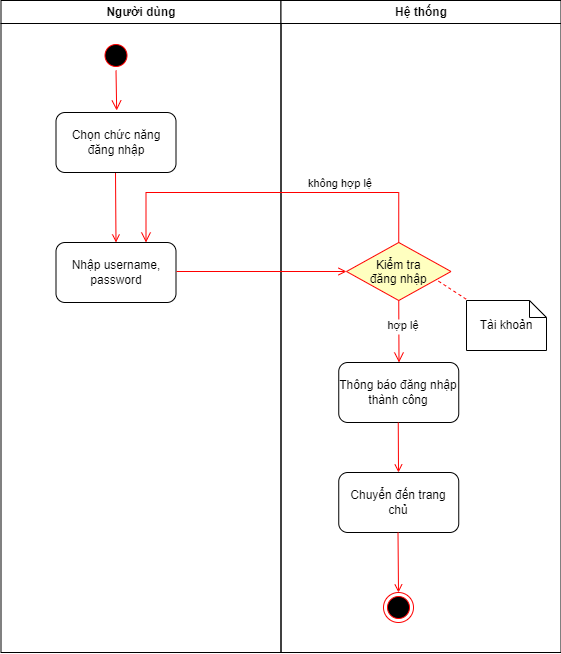 Người dùng
Hệ thống
Chọn chức năng
đăng nhập
không hợp lệ
Nhập username,
password
Kiểm tra
đăng nhập
hợp lệ
Tài khoản
Thông báo đăng nhập
thành công
Chuyển đến trang
chủ